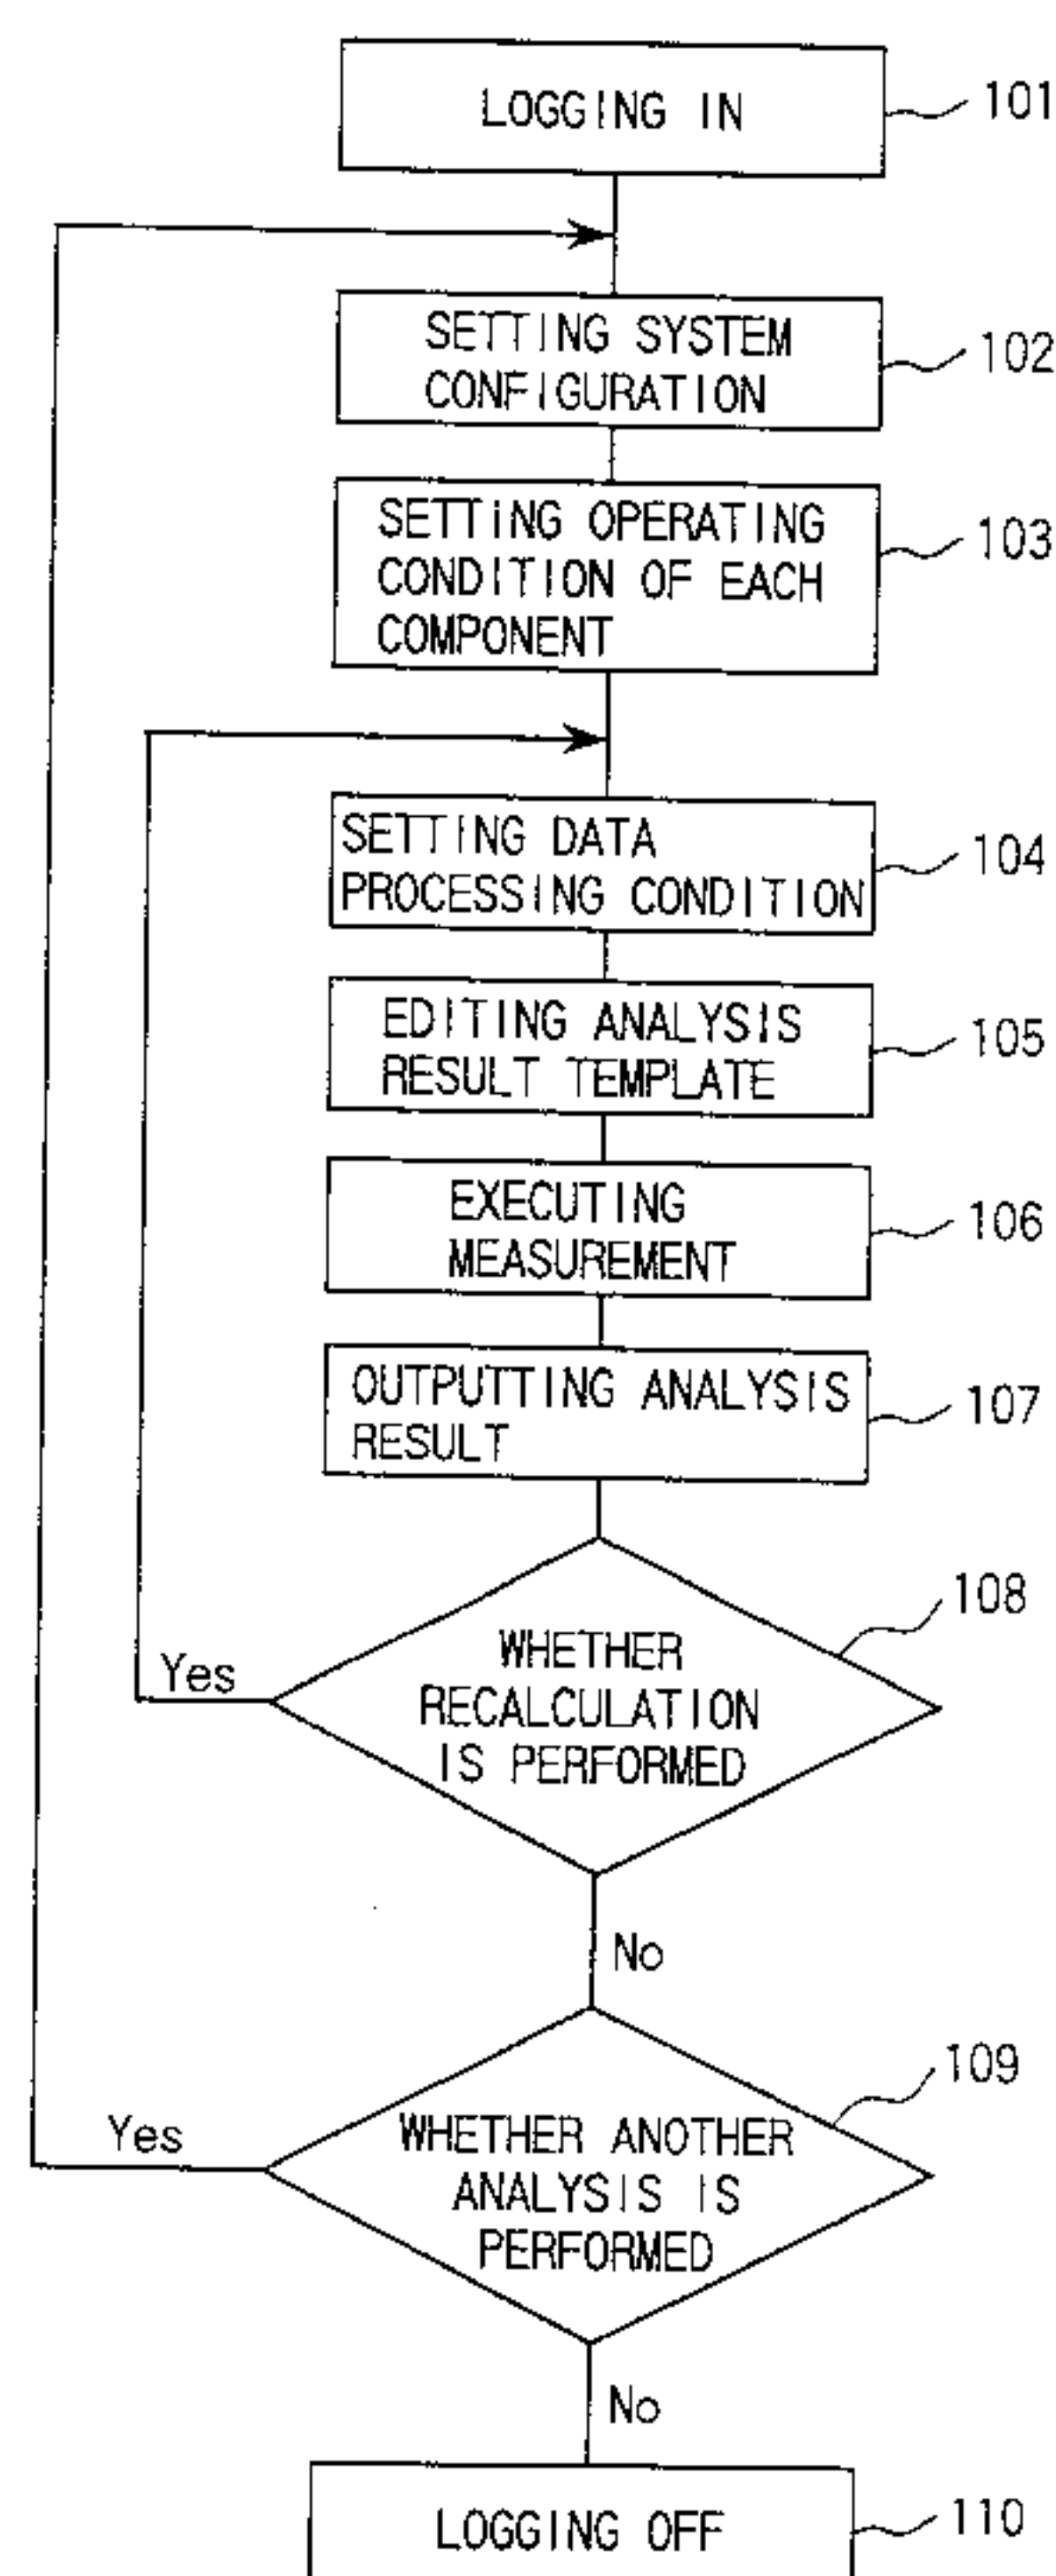 LOGGING IN
101
SETTING SYSTEM
CONFIGURATION
102
SETTING OPERATING
CONDITION OF EACH
COMPONENT
103
SETTING DATA
PROCESSING CONDITION
104
EDITING ANALYSIS
RESULT TEMPLATE
105
EXECUTING
MEASUREMENT
106
OUTPUTTING ANALYSIS
RESULT
107
108
WHETHER
RECALCULATION
IS PERFORMED
Yes
No
109
WHETHER ANOTHER
ANALYSIS IS
PERFORMED
Yes
No
LOGGING OFF
110